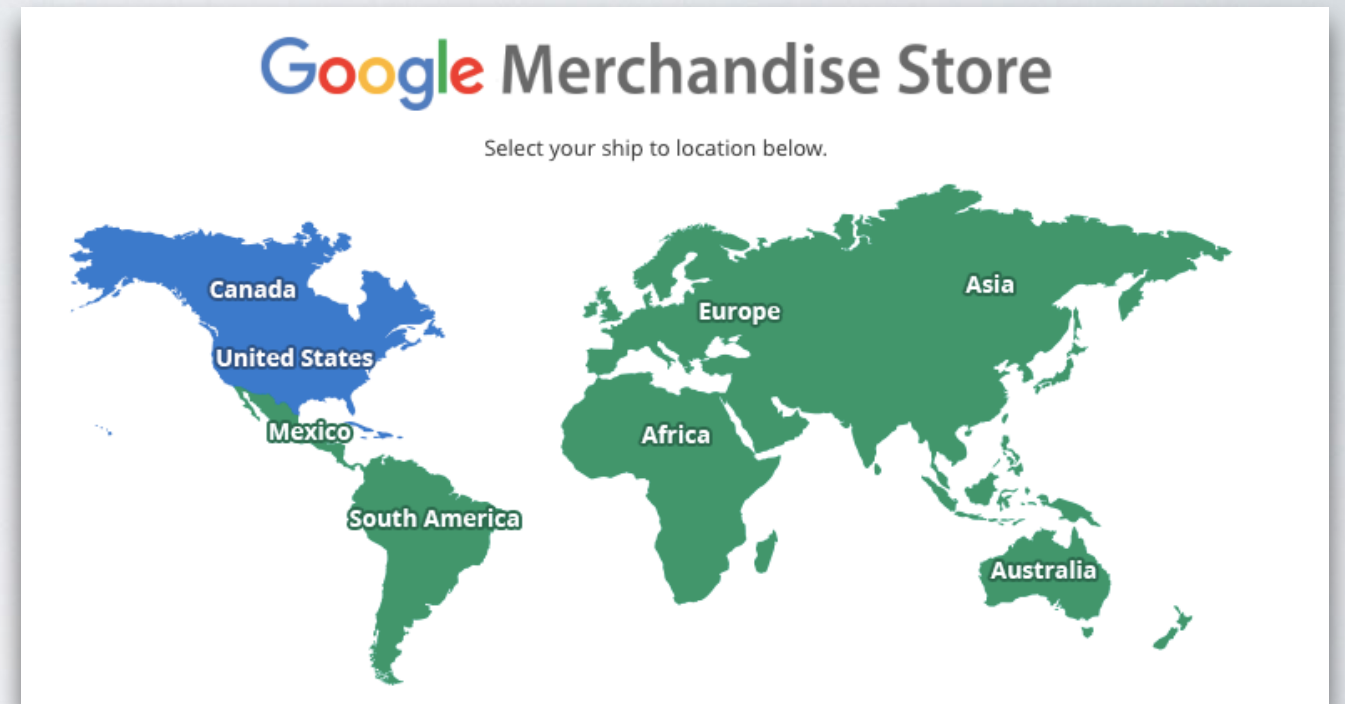 Google Merchandise Store
Select your ship to location below.
Canada
Asia
Europe
United States
Mexico
Africa
South America
Australia